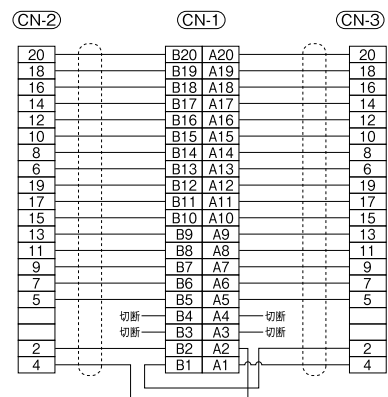 CN-2 CN-1 CN-3
20 B20 A20 20
18 B19 A19 18
16 B18 A18 16
14 B17 A17 14
12 B16 A16 12
10 B15 A15 10
8 B14 A14 8
6 B13 A13 6
19 B12 A12 19
17 B11 A11 17
15 B10 A10 15
13 B9 A9 13
11 B8 A8 11
9 B7 A7 9
7 B6 A6 7
5 B5 A5 5
切断 B4 A4 切断
切断 B3 A3 切断
2 B2 A2 2
4 B1 A1 4